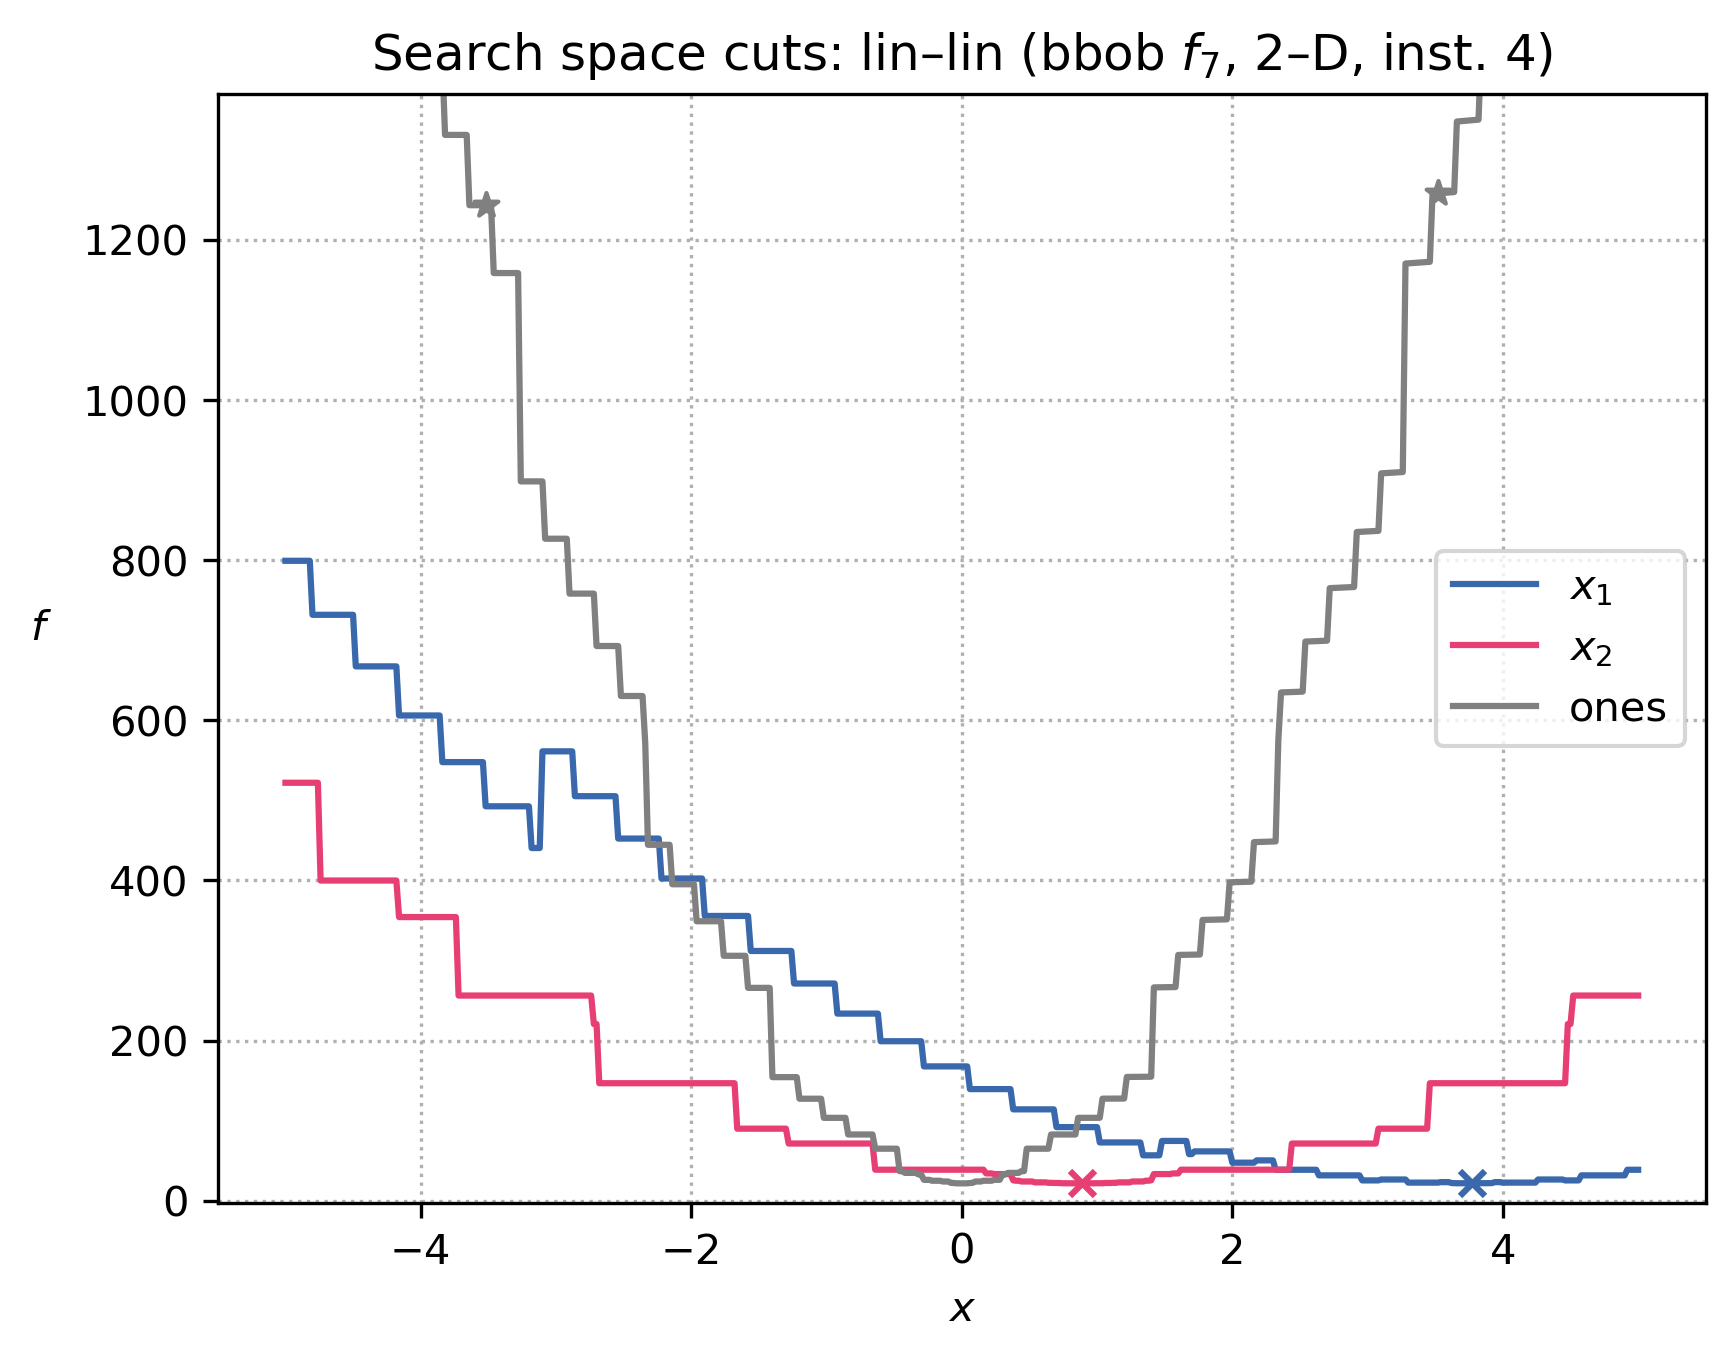 Search space cuts: lin–lin (bbob f₇, 2–D, inst. 4)
1200
1000
800
600
400
200
0
f
x₁
x₂
ones
−4
−2
0
2
4
x